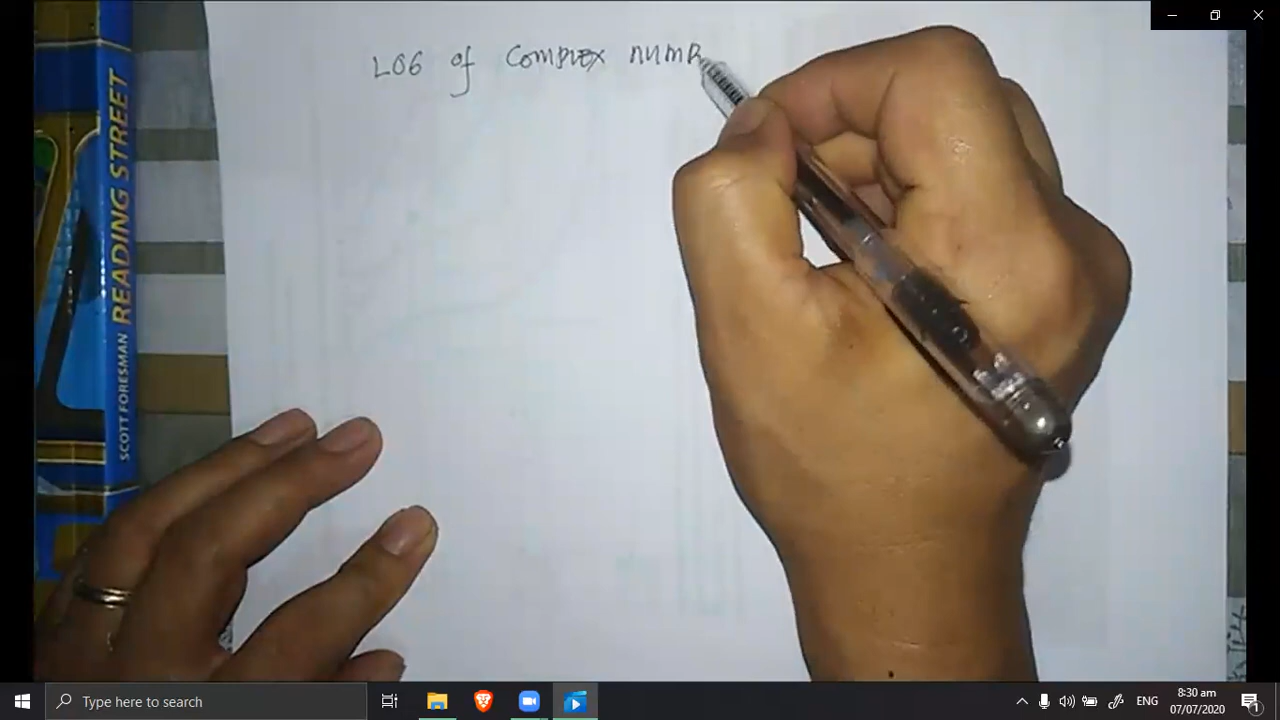 LOG of COMPLEX NUMB
SCOTT FORESMAN READING STREET
Type here to search
ENG
8:30 am
07/07/2020
1